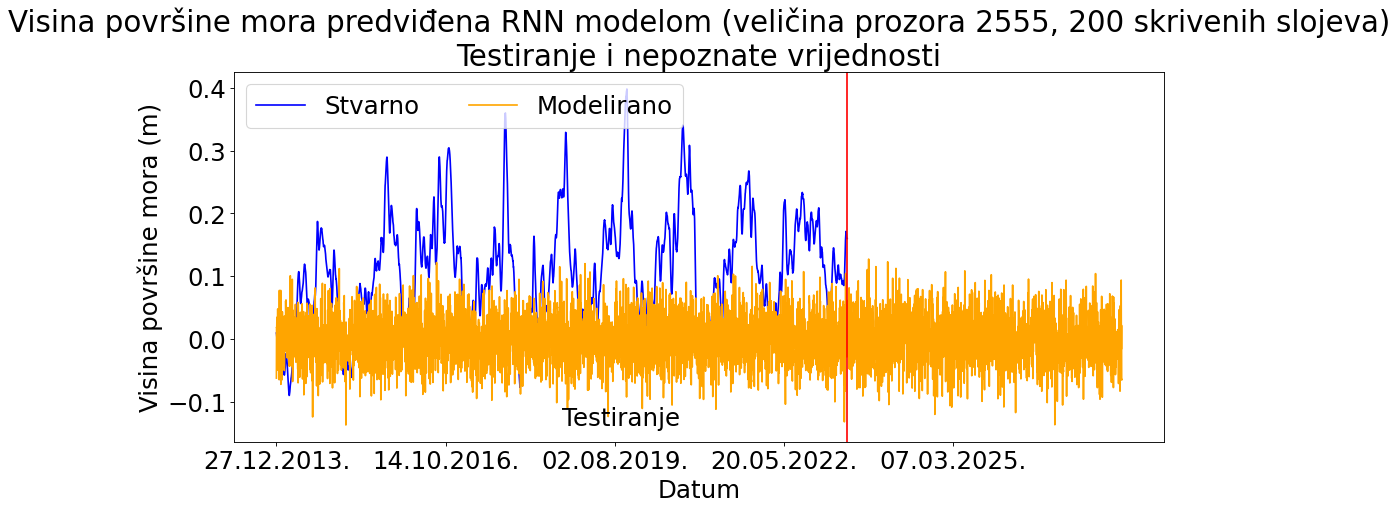 Visina površine mora predviđena RNN modelom (veličina prozora 2555, 200 skrivenih slojeva)
Testiranje i nepoznate vrijednosti
Stvarno
Modelirano
Visina površine mora (m)
0.4
0.3
0.2
0.1
0.0
−0.1
Testiranje
27.12.2013.
14.10.2016.
02.08.2019.
20.05.2022.
07.03.2025.
Datum